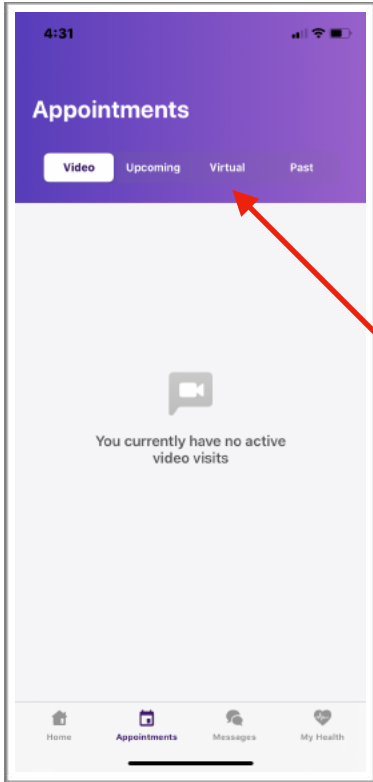 4:31
Appointments
Video Upcoming Virtual Past
You currently have no active
video visits
Home Appointments Messages My Health